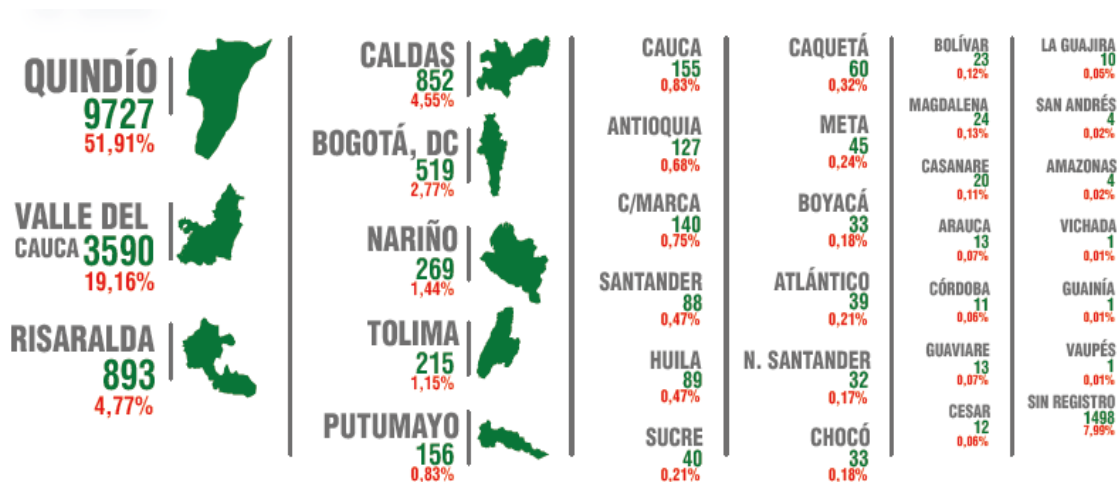 QUINDÍO
9727
51,91%
VALLE DEL
CAUCA 3590
19,16%
RISARALDA
893
4,77%
CALDAS
852
4,55%
BOGOTÁ, DC
519
2,77%
NARIÑO
269
1,44%
TOLIMA
215
1,15%
PUTUMAYO
156
0,83%
CAUCA
155
0,83%
ANTIOQUIA
127
0,68%
C/MARCA
140
0,75%
SANTANDER
88
0,47%
HUILA
89
0,47%
SUCRE
40
0,21%
CAQUETÁ
60
0,32%
META
45
0,24%
BOYACÁ
33
0,18%
ATLÁNTICO
39
0,21%
N. SANTANDER
32
0,17%
CHOCÓ
33
0,18%
BOLÍVAR
23
0,12%
MAGDALENA
24
0,13%
CASANARE
20
0,11%
ARAUCA
13
0,07%
CÓRDOBA
11
0,06%
GUAVIARE
13
0,07%
CESAR
12
0,06%
LA GUAJIRA
10
0,05%
SAN ANDRÉS
4
0,02%
AMAZONAS
4
0,02%
VICHADA
1
0,01%
GUAINÍA
1
0,01%
VAUPÉS
1
0,01%
SIN REGISTRO
1498
7,99%